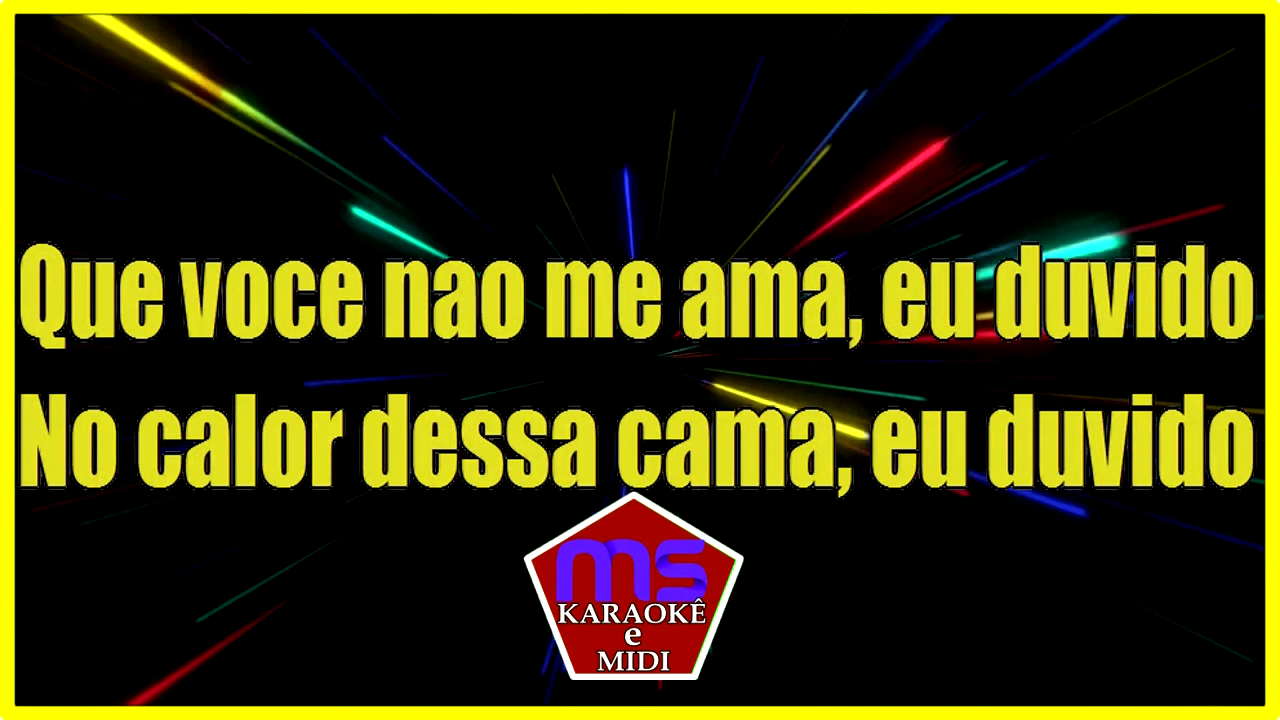 Que voce nao me ama, eu duvido
No calor dessa cama, eu duvido
ms
KARAOKÊ
e
MIDI